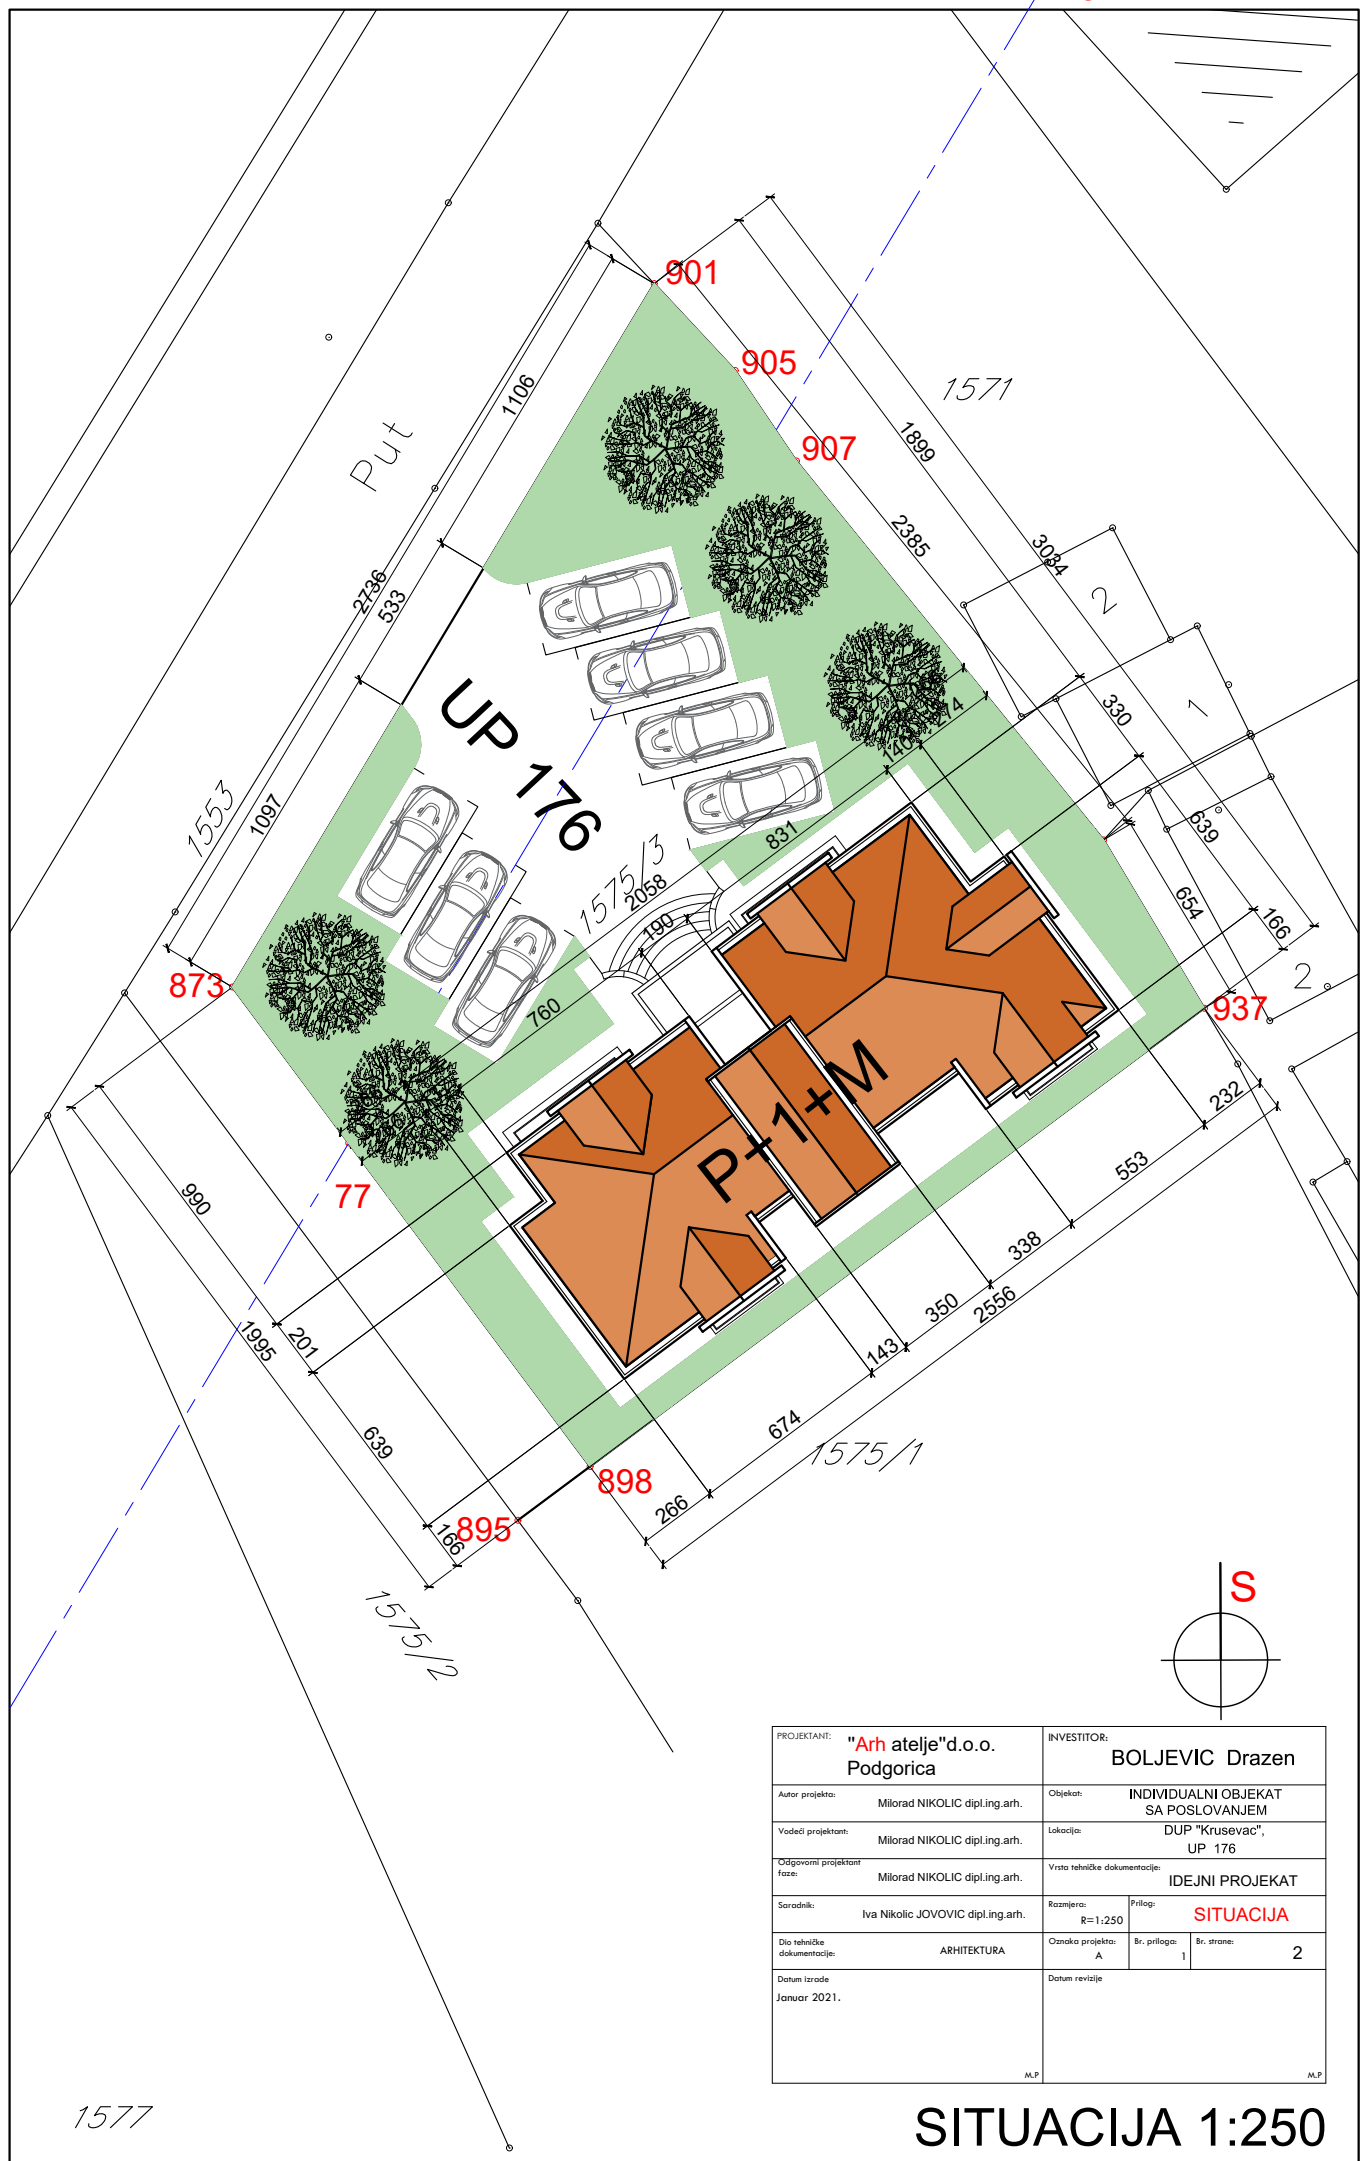 901
905
907
1571
1106
1899
2385
3034
2
Put
2736
533
330
1
UP 176
274
140
1553
1097
831
639
1575/3
2058
654
190
166
2
873
760
937
P+1+M
232
77
990
553
338
350
2556
201
1995
143
639
674
1575/1
898
266
895
166
1575/2
S
PROJEKTANT:
"Arh atelje"d.o.o.
Podgorica
INVESTITOR:
BOLJEVIC Drazen
Autor projekta:
Milorad NIKOLIC dipl.ing.arh.
Objekat:
INDIVIDUALNI OBJEKAT
SA POSLOVANJEM
Vodeći projektant:
Milorad NIKOLIC dipl.ing.arh.
Lokacija:
DUP "Krusevac",
UP 176
Odgovorni projektant
faze:
Milorad NIKOLIC dipl.ing.arh.
Vrsta tehničke dokumentacije:
IDEJNI PROJEKAT
Saradnik:
Iva Nikolic JOVOVIC dipl.ing.arh.
Razmjera:
R=1:250
Prilog:
SITUACIJA
Dio tehničke
dokumentacije:
ARHITEKTURA
Oznaka projekta:
A
Br. priloga:
1
Br. strane:
2
Datum izrade
Januar 2021.
Datum revizije
M.P
M.P
1577
SITUACIJA 1:250